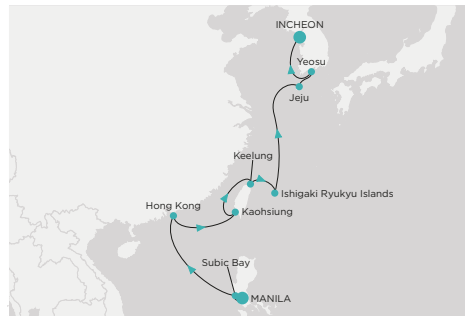 INCHEON
Yeosu
Jeju
Keelung
Ishigaki Ryukyu Islands
Hong Kong
Kaohsiung
Subic Bay
MANILA